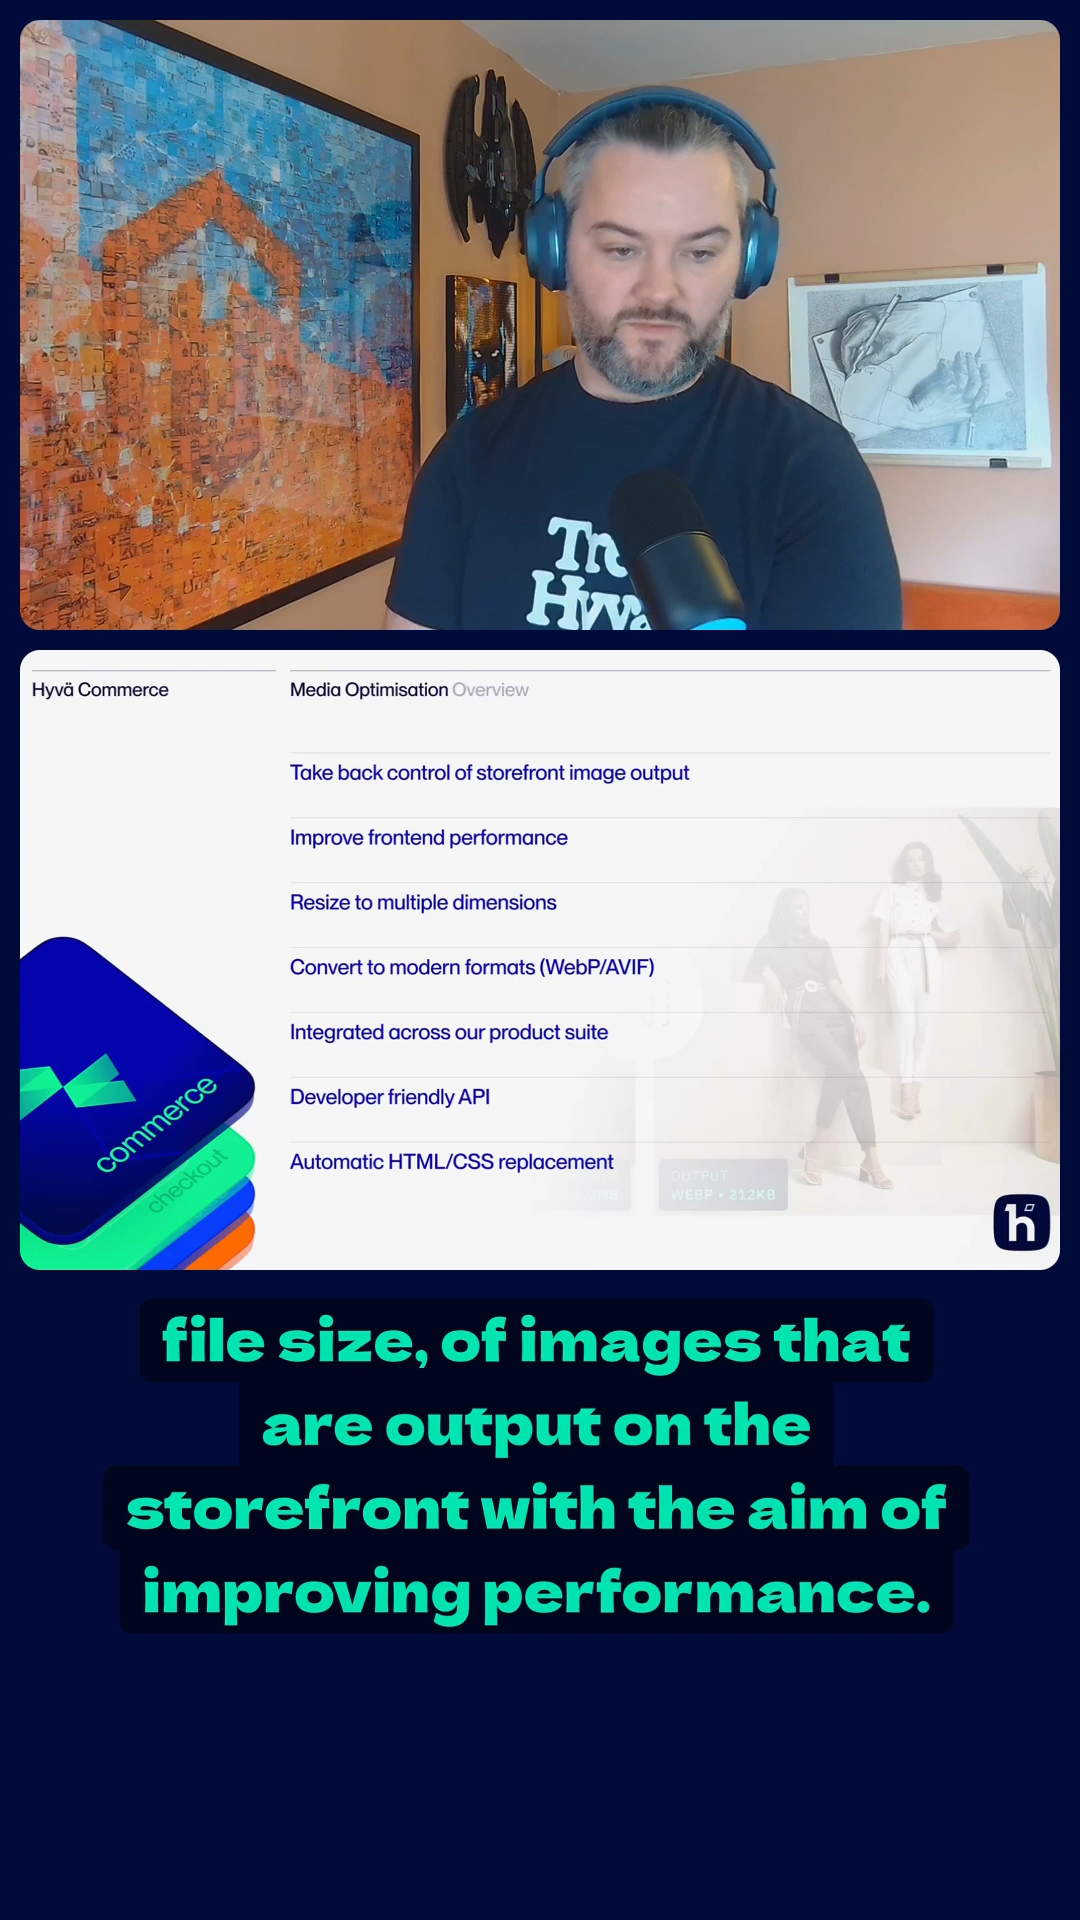 Hyvä Commerce
Media Optimisation Overview
Take back control of storefront image output
Improve frontend performance
Resize to multiple dimensions
Convert to modern formats (WebP/AVIF)
Integrated across our product suite
Developer friendly API
Automatic HTML/CSS replacement
commerce
checkout
OUTPUT
WEBP • 212KB
file size, of images that
are output on the
storefront with the aim of
improving performance.